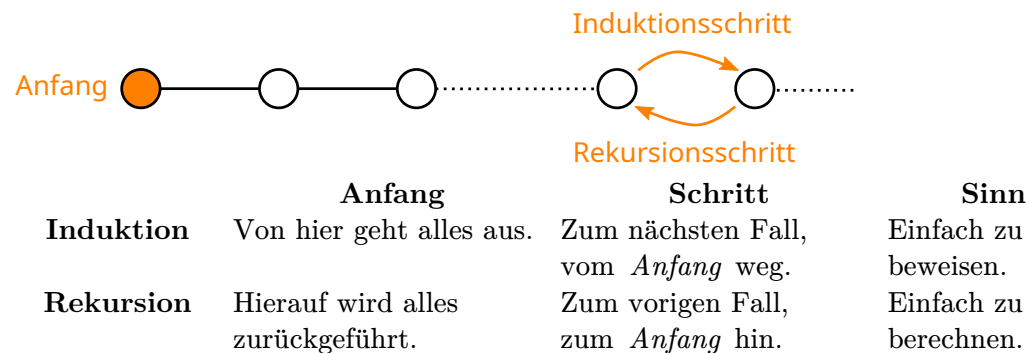 Induktionsschritt
Anfang
Rekursionsschritt
Anfang Schritt Sinn
Induktion Von hier geht alles aus. Zum nächsten Fall, Einfach zu
vom Anfang weg. beweisen.
Rekursion Hierauf wird alles Zum vorigen Fall, Einfach zu
zurückgeführt. zum Anfang hin. berechnen.